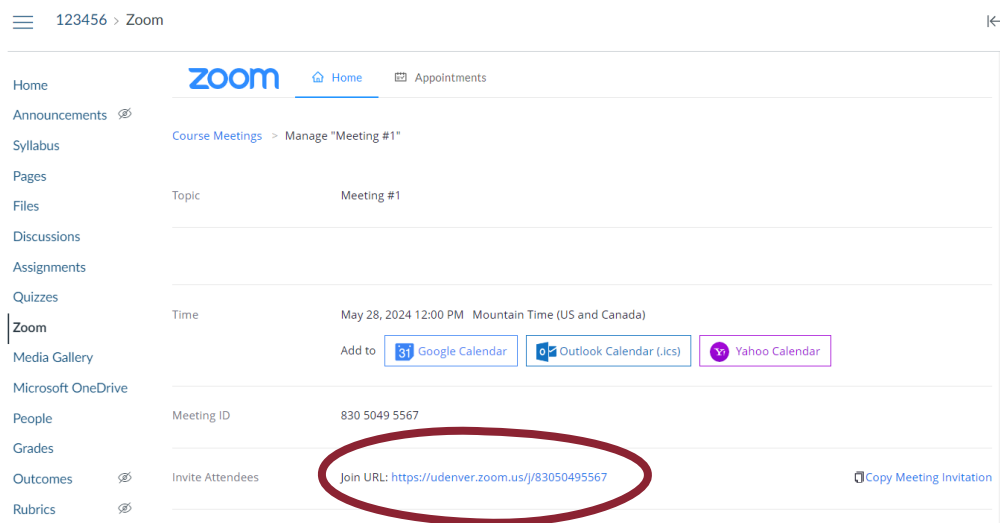 123456 > Zoom
Home
Announcements
Syllabus
Pages
Files
Discussions
Assignments
Quizzes
Zoom
Media Gallery
Microsoft OneDrive
People
Grades
Outcomes
Rubrics
zoom Home Appointments
Course Meetings > Manage "Meeting #1"
Topic Meeting #1
Time May 28, 2024 12:00 PM Mountain Time (US and Canada)
Add to 31 Google Calendar Outlook Calendar (.ics) Yahoo Calendar
Meeting ID 830 5049 5567
Invite Attendees Join URL: https://udenver.zoom.us/j/83050495567 Copy Meeting Invitation